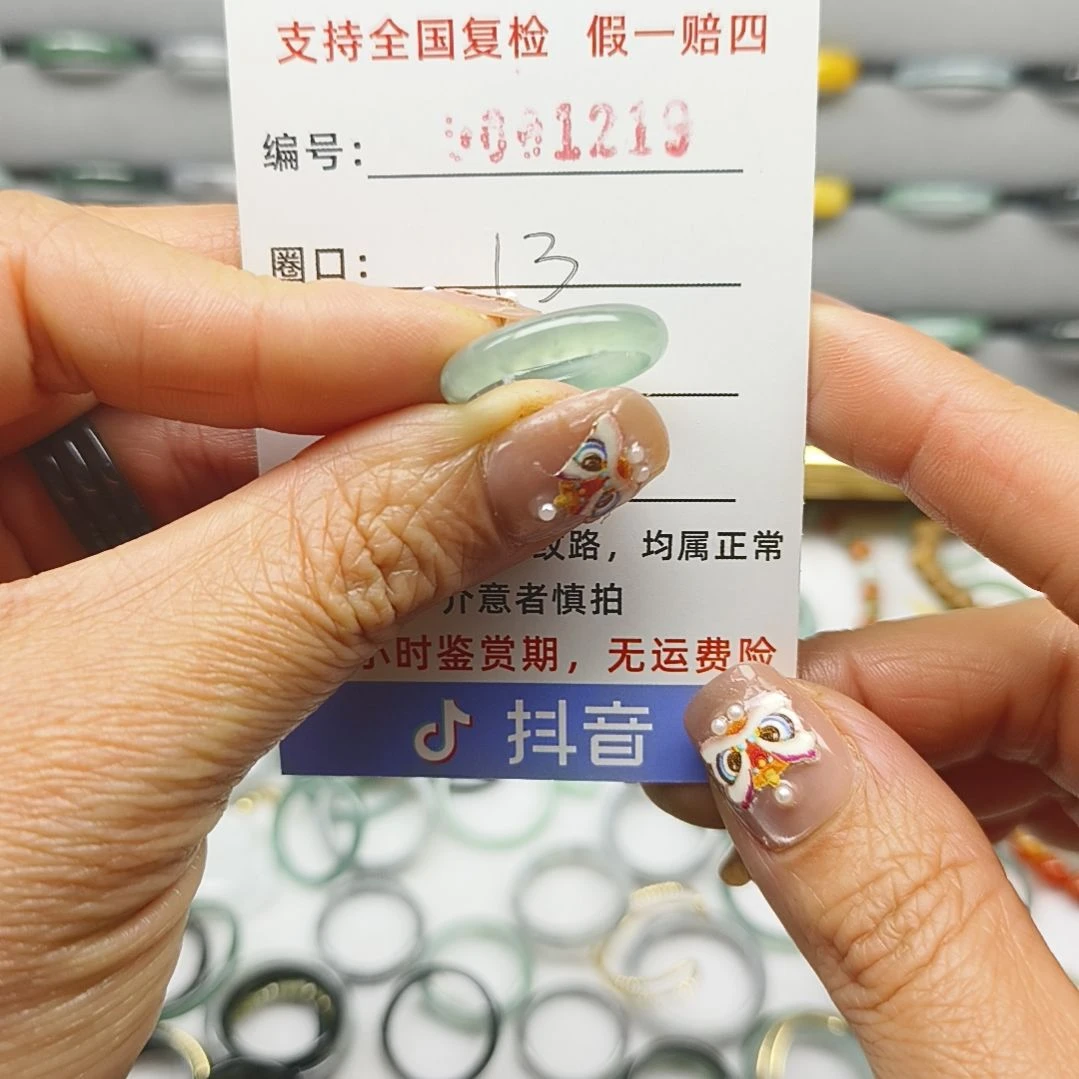 支持全国复检 假一赔四
编号: 0001219
圈口: 13
纹路，均属正常
介意者慎拍
小时鉴赏期，无运费险
抖音